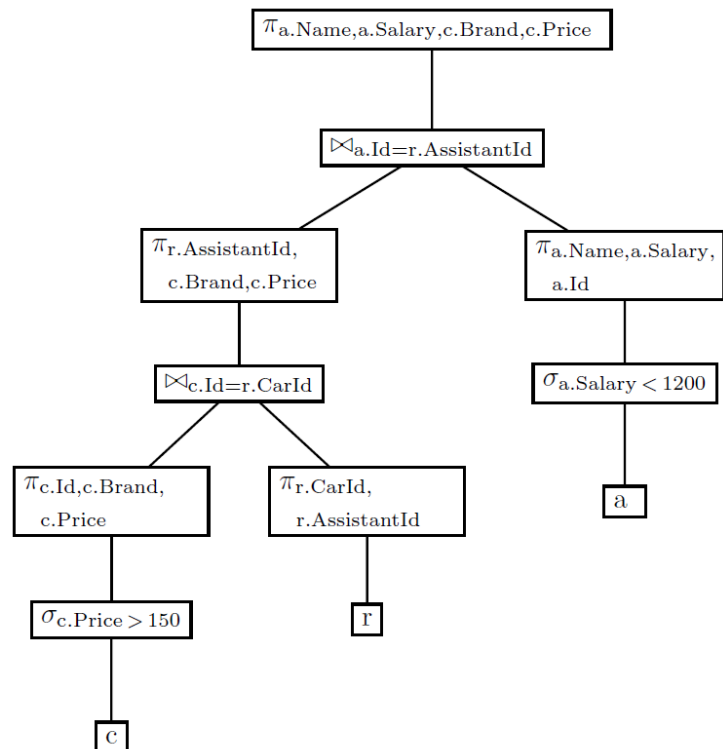 πa.Name,a.Salary,c.Brand,c.Price
⋈a.Id=r.AssistantId
πr.AssistantId,
c.Brand,c.Price
πa.Name,a.Salary,
a.Id
⋈c.Id=r.CarId
σa.Salary < 1200
πc.Id,c.Brand,
c.Price
πr.CarId,
r.AssistantId
a
σc.Price > 150
r
c